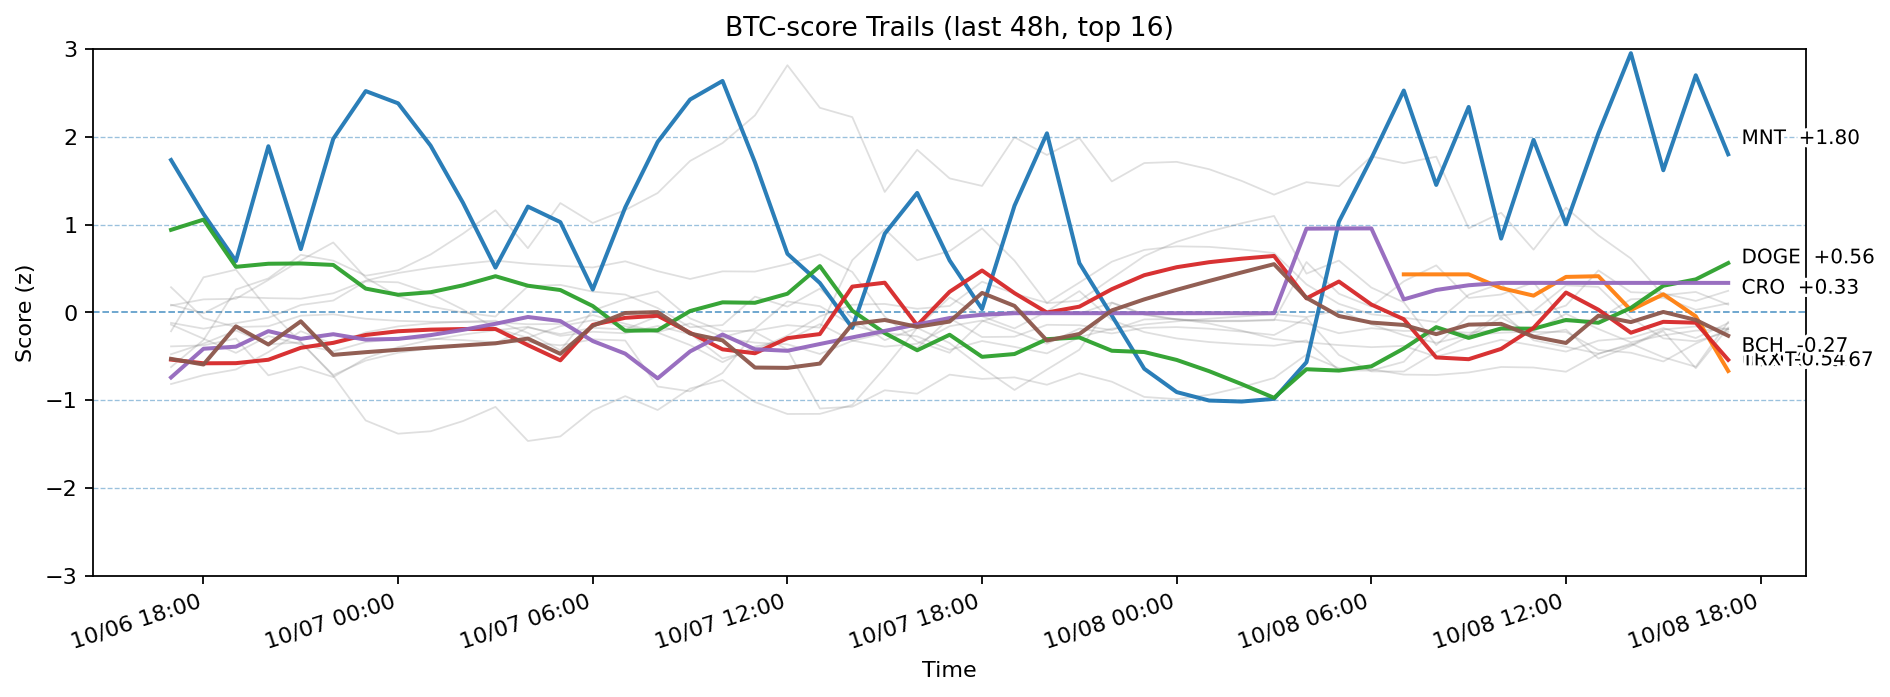 BTC-score Trails (last 48h, top 16)
3
2
1
0
−1
−2
−3
Score (z)
MNT +1.80
DOGE +0.56
CRO +0.33
BCH -0.27
10/06 18:00
10/07 00:00
10/07 06:00
10/07 12:00
10/07 18:00
10/08 00:00
10/08 06:00
10/08 12:00
10/08 18:00
Time